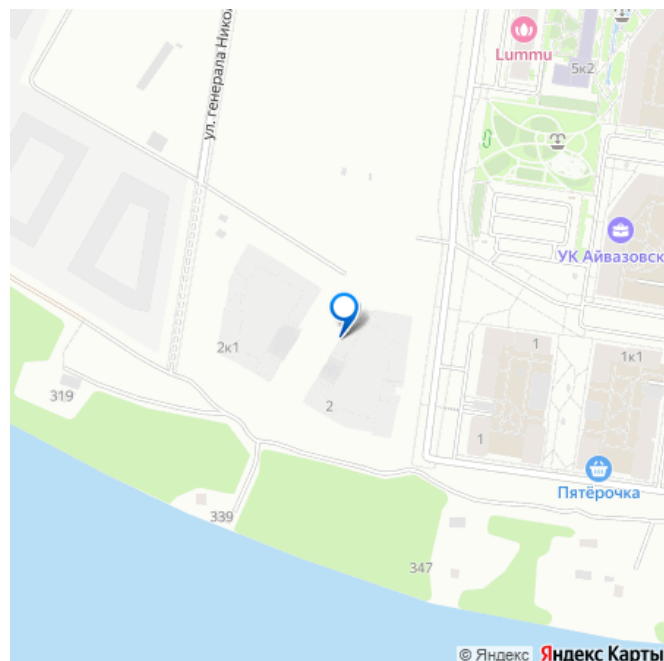 Lummu
5к2
ул. генерала Никол
УК Айвазовск
2к1
1
1к1
319
2
1
Пятёрочка
339
347
© Яндекс Яндекс Карты